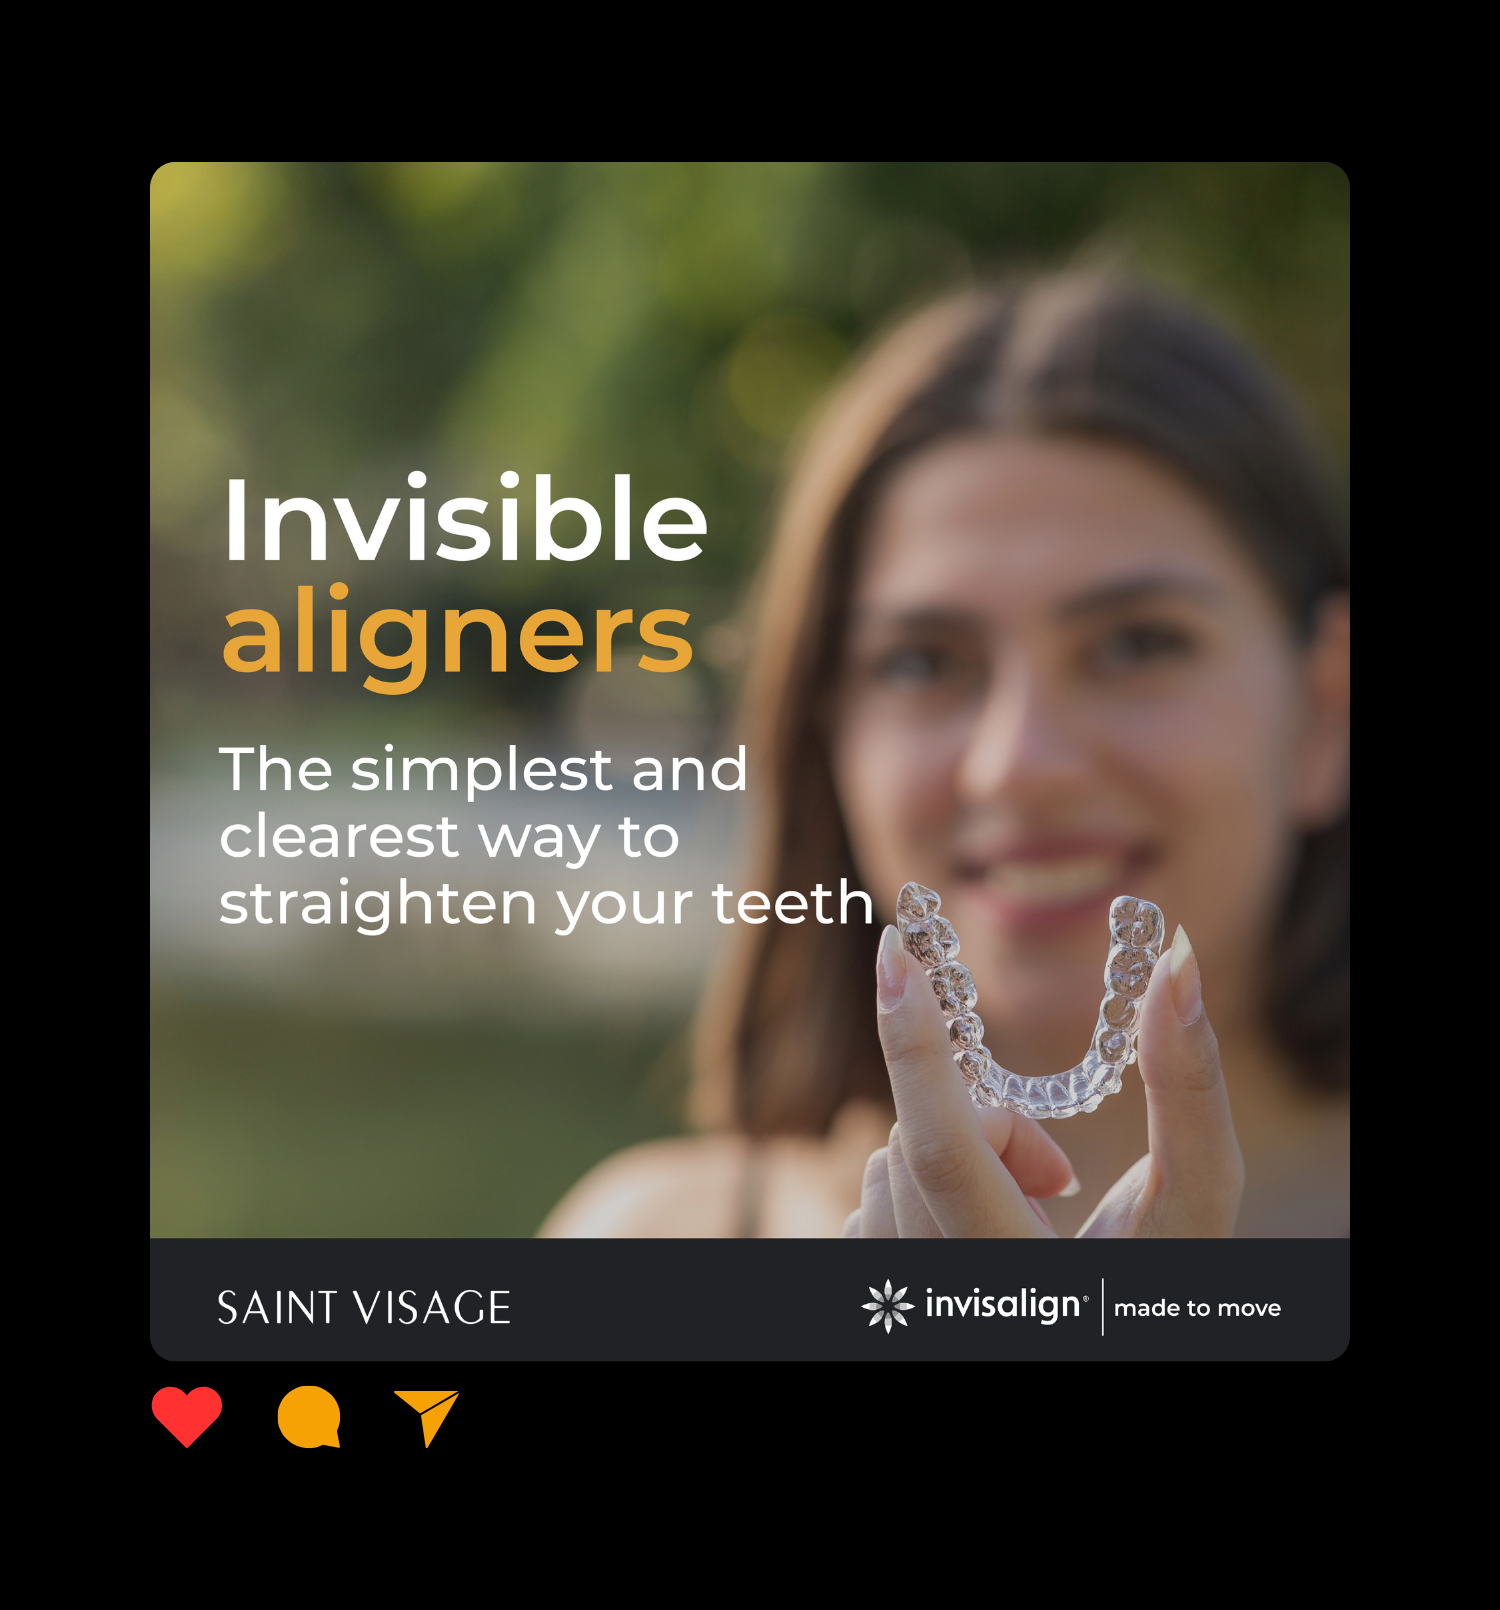 Invisible
aligners
The simplest and
clearest way to
straighten your teeth
SAINT VISAGE
invisalign® | made to move